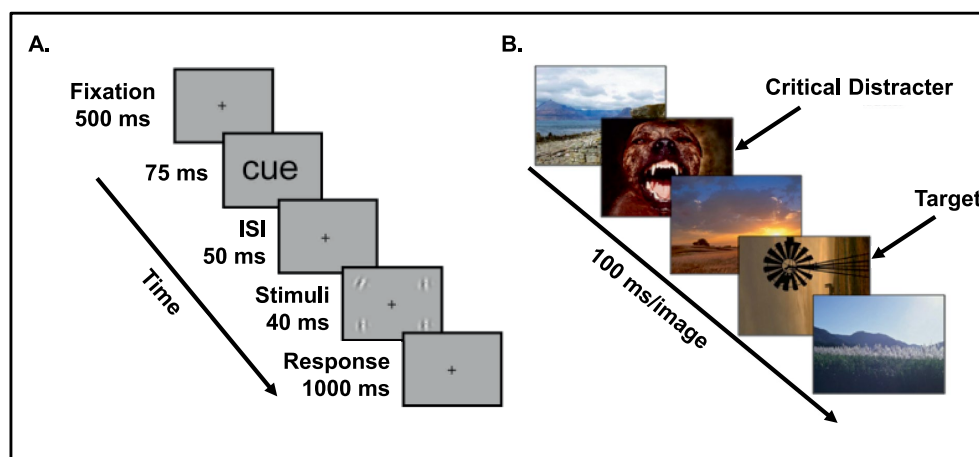 A.
Fixation
500 ms
cue
75 ms
ISI
50 ms
Stimuli
40 ms
Response
1000 ms
Time
B.
Critical Distracter
Target
100 ms/image